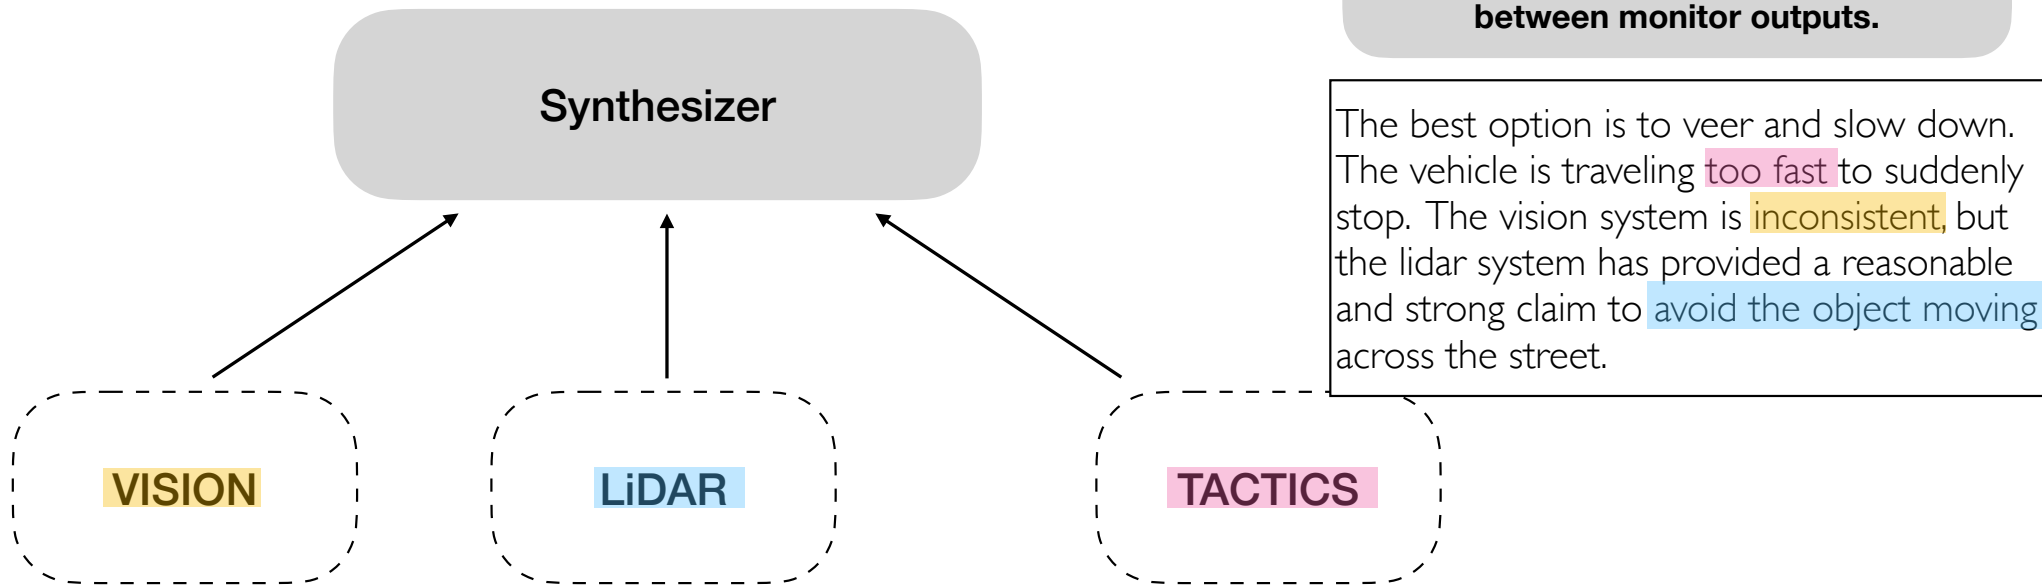 between monitor outputs.
Synthesizer
The best option is to veer and slow down.
The vehicle is traveling too fast to suddenly
stop. The vision system is inconsistent, but
the lidar system has provided a reasonable
and strong claim to avoid the object moving
across the street.
VISION
LiDAR
TACTICS